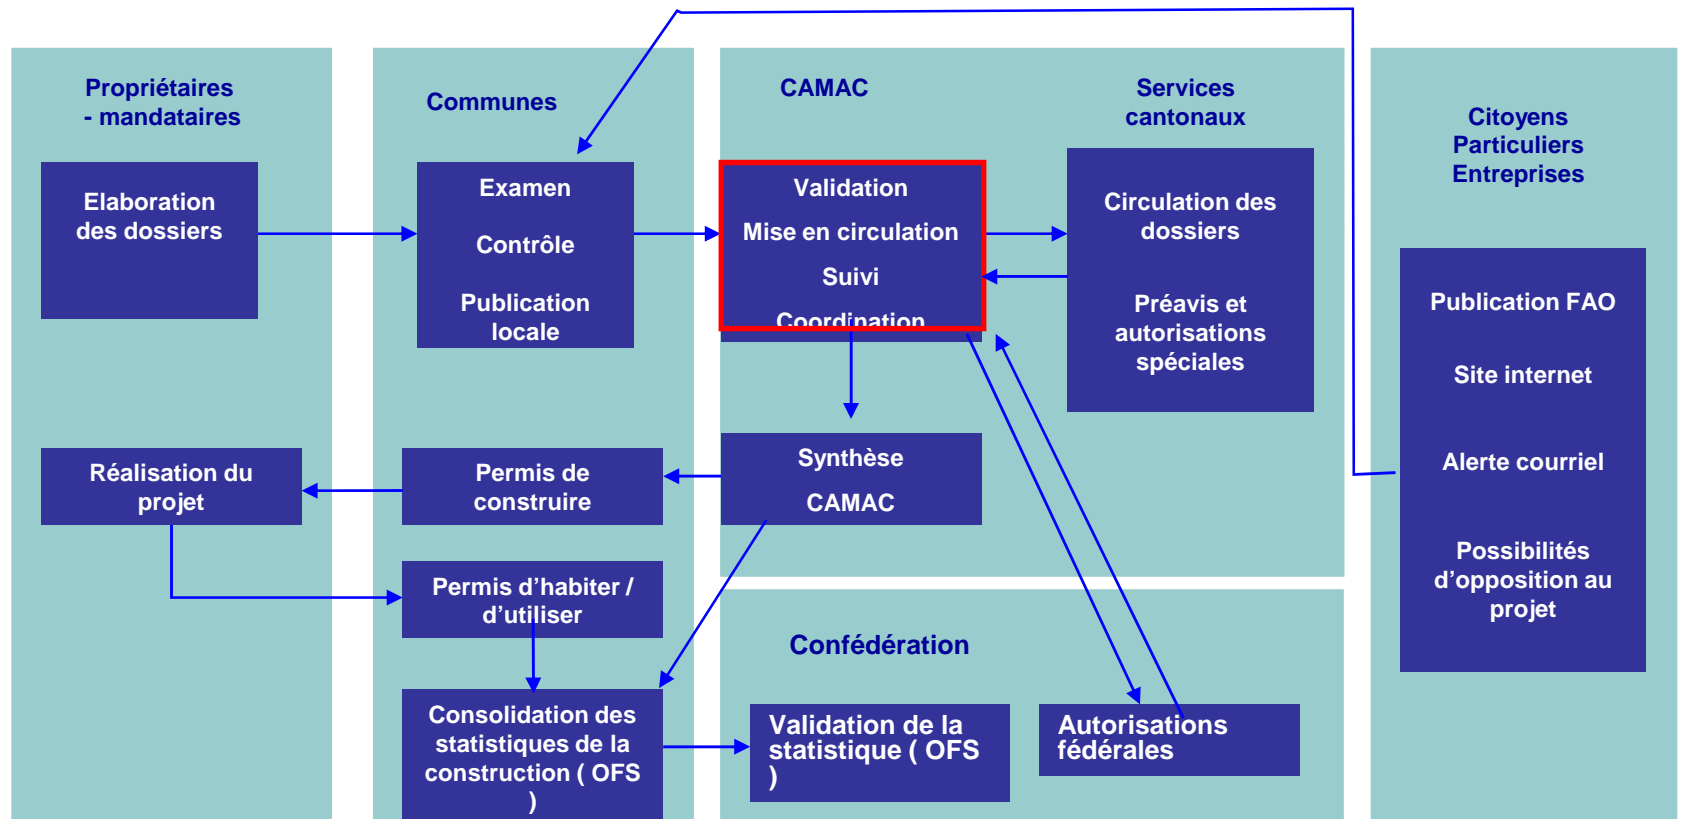 Propriétaires
- mandataires
Elaboration
des dossiers
Réalisation du
projet
Communes
Examen
Contrôle
Publication
locale
Permis de
construire
Permis d’habiter /
d’utiliser
Consolidation des
statistiques de la
construction ( OFS
)
CAMAC
Validation
Mise en circulation
Suivi
Coordination
Synthèse
CAMAC
Services
cantonaux
Circulation des
dossiers
Préavis et
autorisations
spéciales
Confédération
Validation de la
statistique ( OFS
)
Autorisations
fédérales
Citoyens
Particuliers
Entreprises
Publication FAO
Site internet
Alerte courriel
Possibilités
d’opposition au
projet